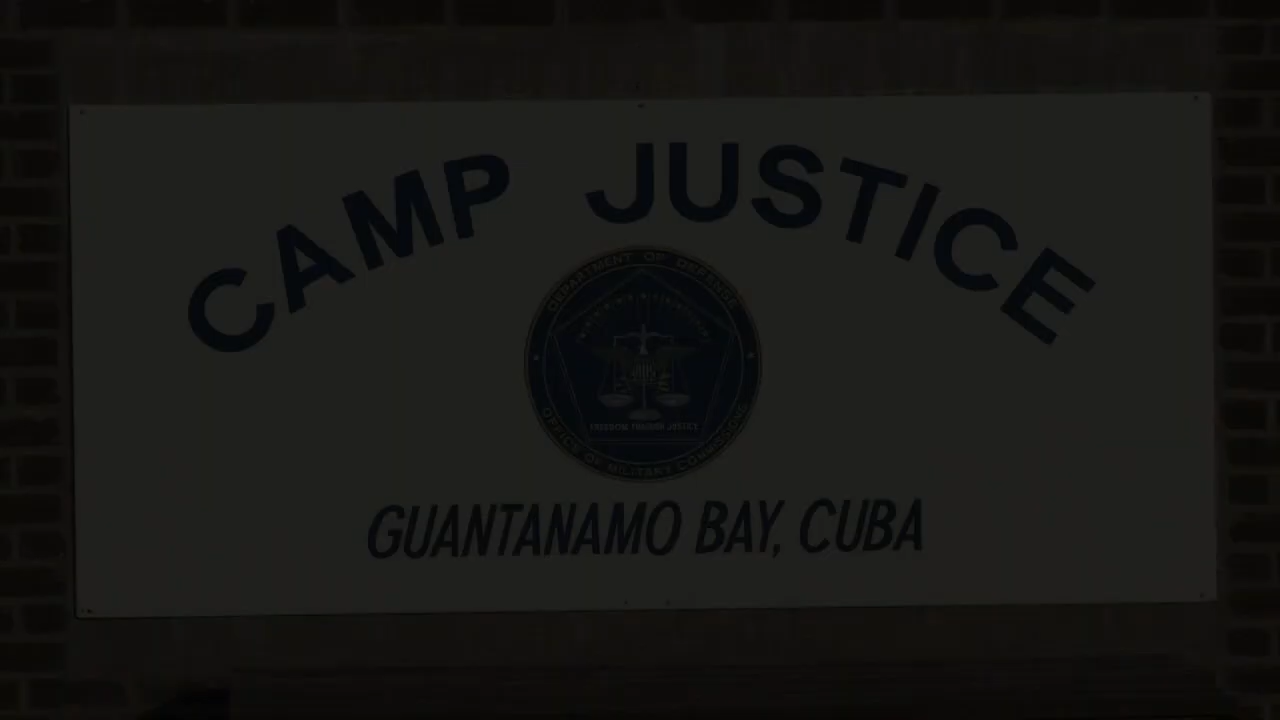 CAMP JUSTICE
DEPARTMENT OF DEFENSE
FREEDOM THROUGH JUSTICE
OFFICE OF MILITARY COMMISSIONS
GUANTANAMO BAY, CUBA